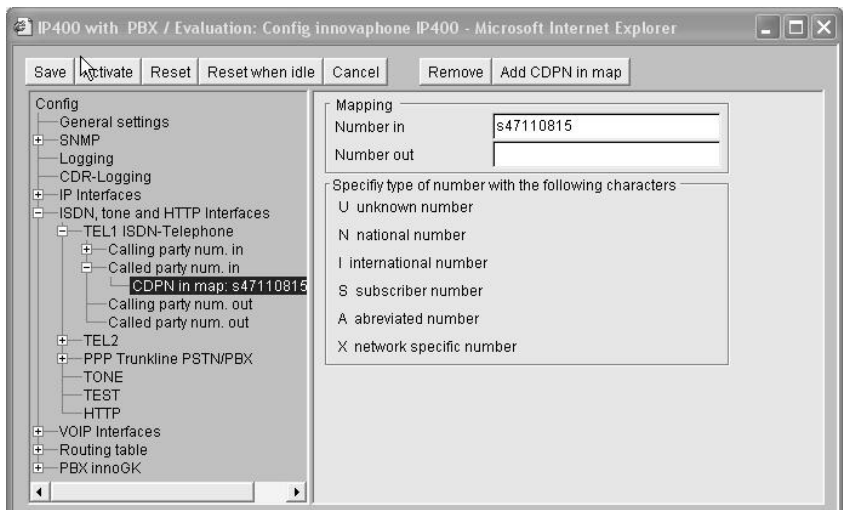 IP400 with PBX / Evaluation: Config innovaphone IP400 - Microsoft Internet Explorer
Save Activate Reset Reset when idle Cancel Remove Add CDPN in map
Config
General settings
SNMP
Logging
CDR-Logging
IP Interfaces
ISDN, tone and HTTP Interfaces
TEL1 ISDN-Telephone
Calling party num. in
Called party num. in
CDPN in map: s47110815
Calling party num. out
Called party num. out
TEL2
PPP Trunkline PSTN/PBX
TONE
TEST
HTTP
VOIP Interfaces
Routing table
PBX innoGK
Mapping
Number in s47110815
Number out
Specifiy type of number with the following characters
U unknown number
N national number
I international number
S subscriber number
A abreviated number
X network specific number